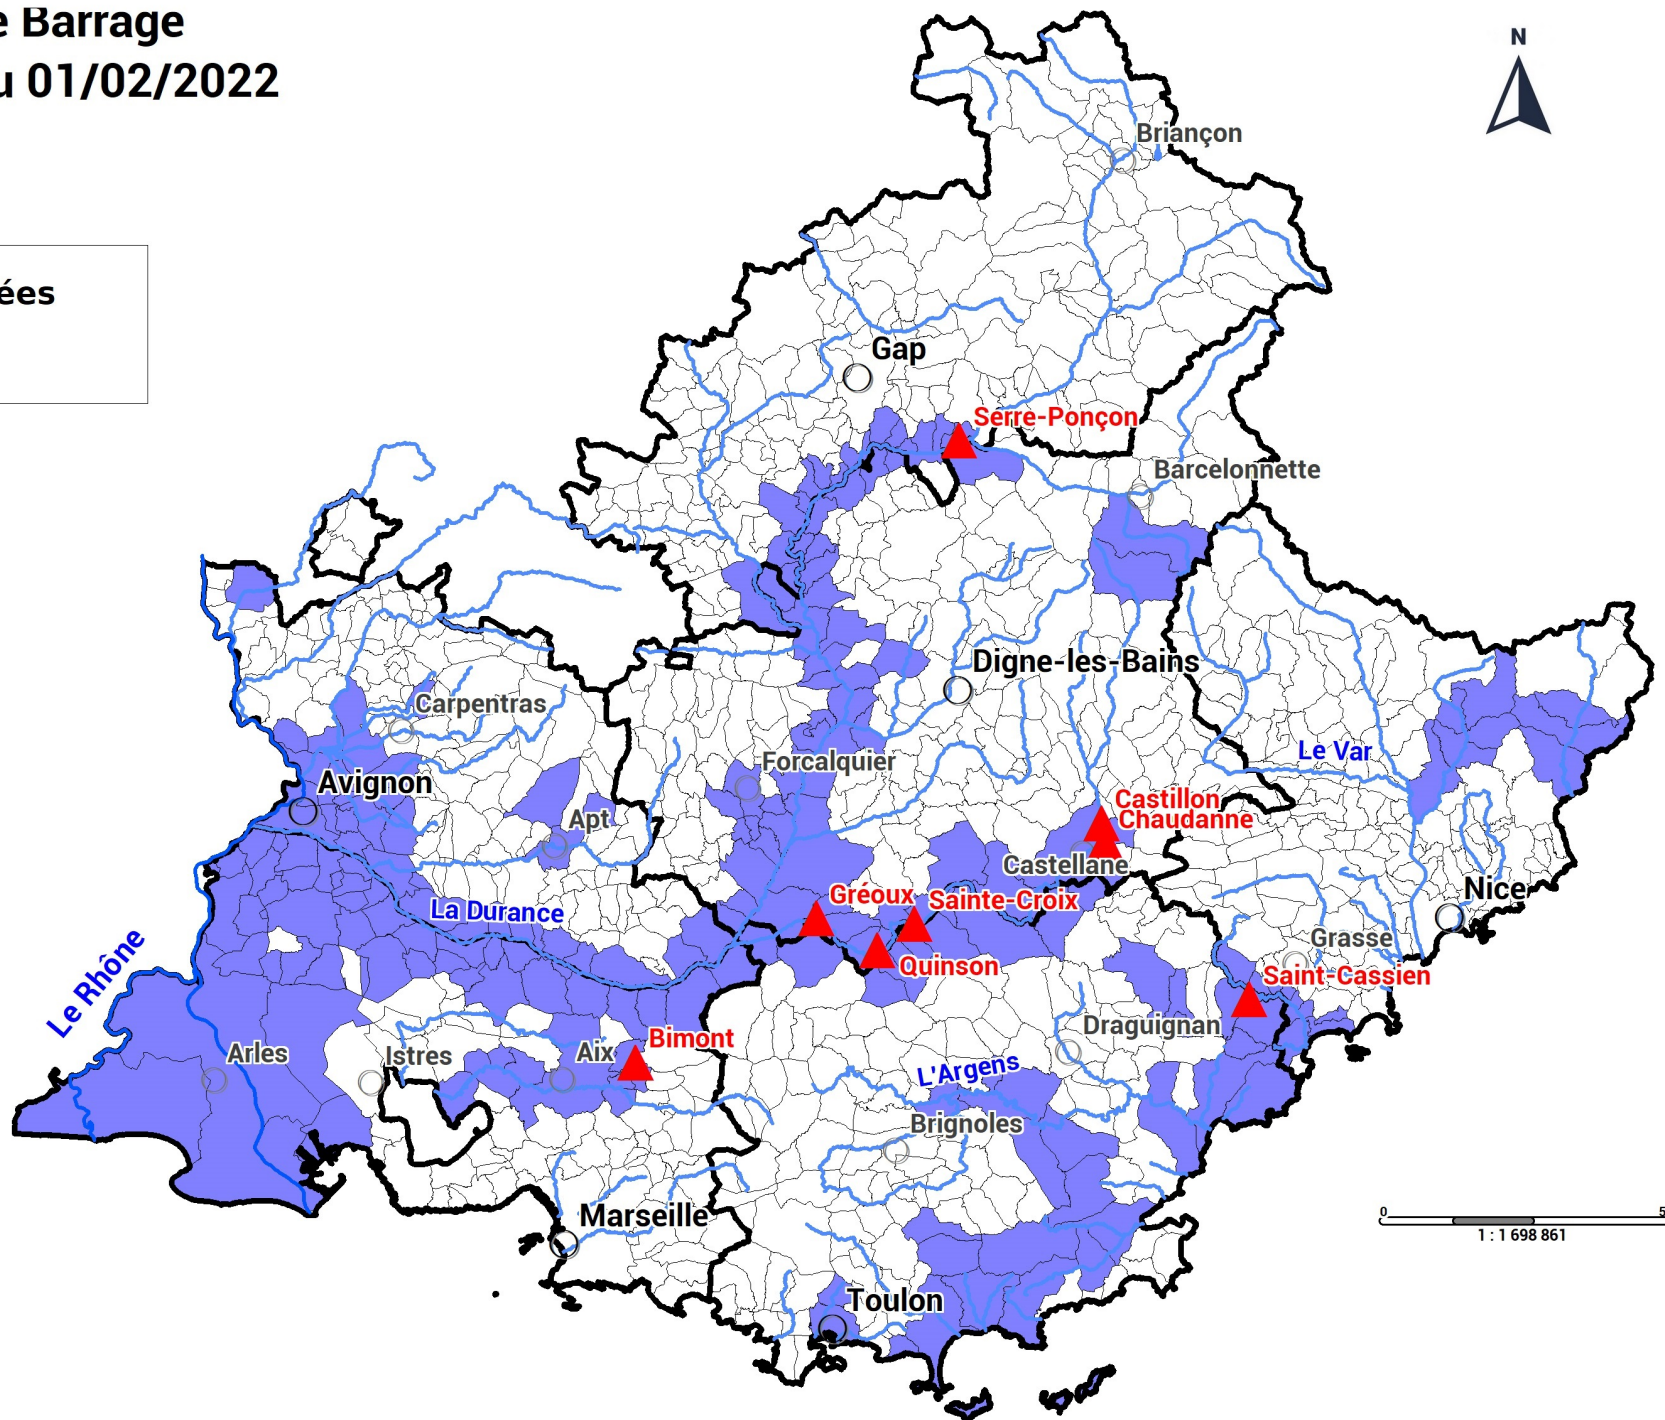 e Barrage
u 01/02/2022
N
ées
Briançon
Gap
Serre-Ponçon
Barcelonnette
Digne-les-Bains
Carpentras
Forcalquier
Le Var
Avignon
Castillon
Apt
Chaudanne
Castellane
Gréoux
Sainte-Croix
Nice
La Durance
Grasse
Le Rhône
Quinson
Saint-Cassien
Draguignan
Bimont
Arles
Istres
Aix
L'Argens
Brignoles
Marseille
0
5
1 : 1 698 861
Toulon